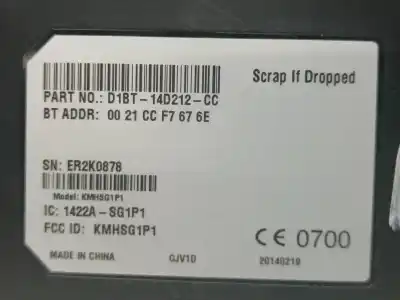 Scrap If Dropped
PART NO.: D1BT-14D212-CC
BT ADDR: 00 21 CC F7 67 6E
SN: ER2K0878
Model: KMHSG1P1
IC: 1422A-SG1P1
FCC ID: KMHSG1P1
CE 0700
MADE IN CHINA GJV1D 20140219